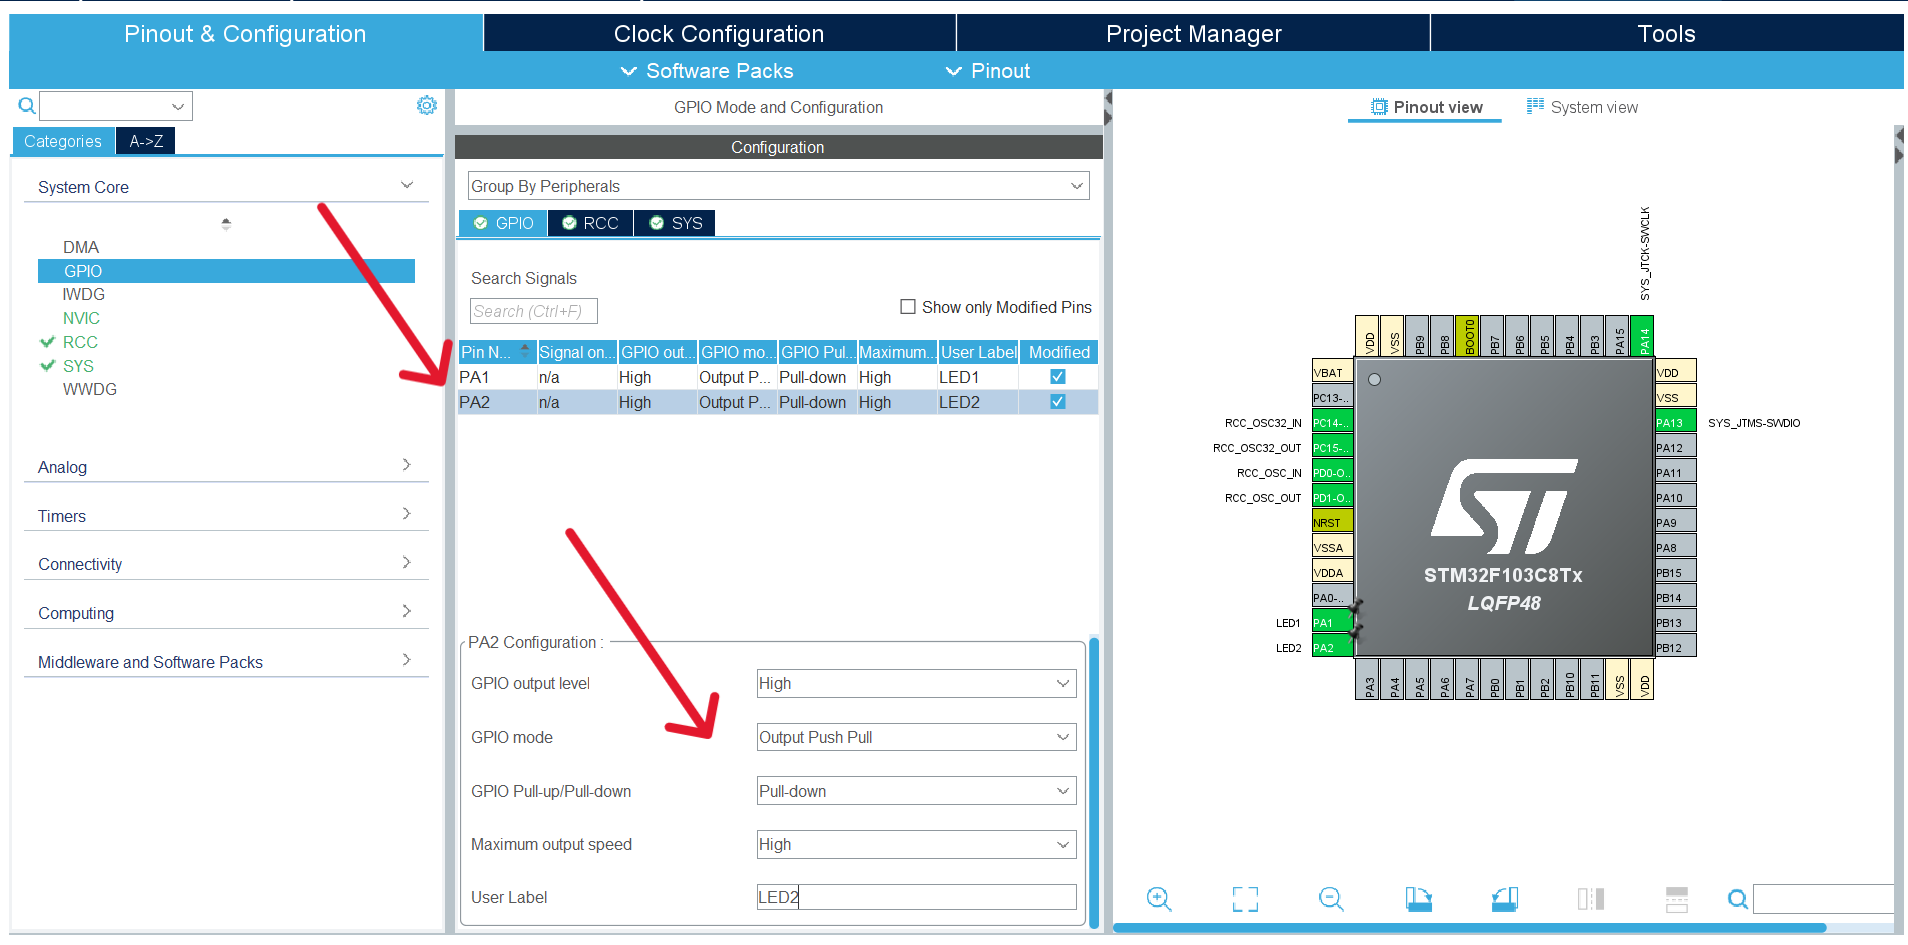 Pinout & Configuration
Clock Configuration
Project Manager
Tools
Software Packs
Pinout
Categories
A->Z
System Core
DMA
GPIO
IWDG
NVIC
RCC
SYS
WWDG
Analog
Timers
Connectivity
Computing
Middleware and Software Packs
GPIO Mode and Configuration
Configuration
Group By Peripherals
GPIO RCC SYS
Search Signals
Search (Ctrl+F)
Show only Modified Pins
Pin N... Signal on... GPIO out... GPIO mo... GPIO Pul... Maximum... User Label Modified
PA1 n/a High Output P... Pull-down High LED1
PA2 n/a High Output P... Pull-down High LED2
PA2 Configuration :
GPIO output level High
GPIO mode Output Push Pull
GPIO Pull-up/Pull-down Pull-down
Maximum output speed High
User Label LED2
Pinout view
System view
SYS_JTCK-SWCLK
VDD VSS PB9 PB8 BOOT0 PB7 PB6 PB5 PB4 PB3 PA15 PA14
VBAT
PC13-..
RCC_OSC32_IN PC14-..
RCC_OSC32_OUT PC15-..
RCC_OSC_IN PD0-O..
RCC_OSC_OUT PD1-O..
NRST
VSSA
VDDA
PA0-..
LED1 PA1
LED2 PA2
ST
STM32F103C8Tx
LQFP48
VDD
VSS
PA13 SYS_JTMS-SWDIO
PA12
PA11
PA10
PA9
PA8
PB15
PB14
PB13
PB12
PA3 PA4 PA5 PA6 PA7 PB0 PB1 PB2 PB10 PB11 VSS VDD